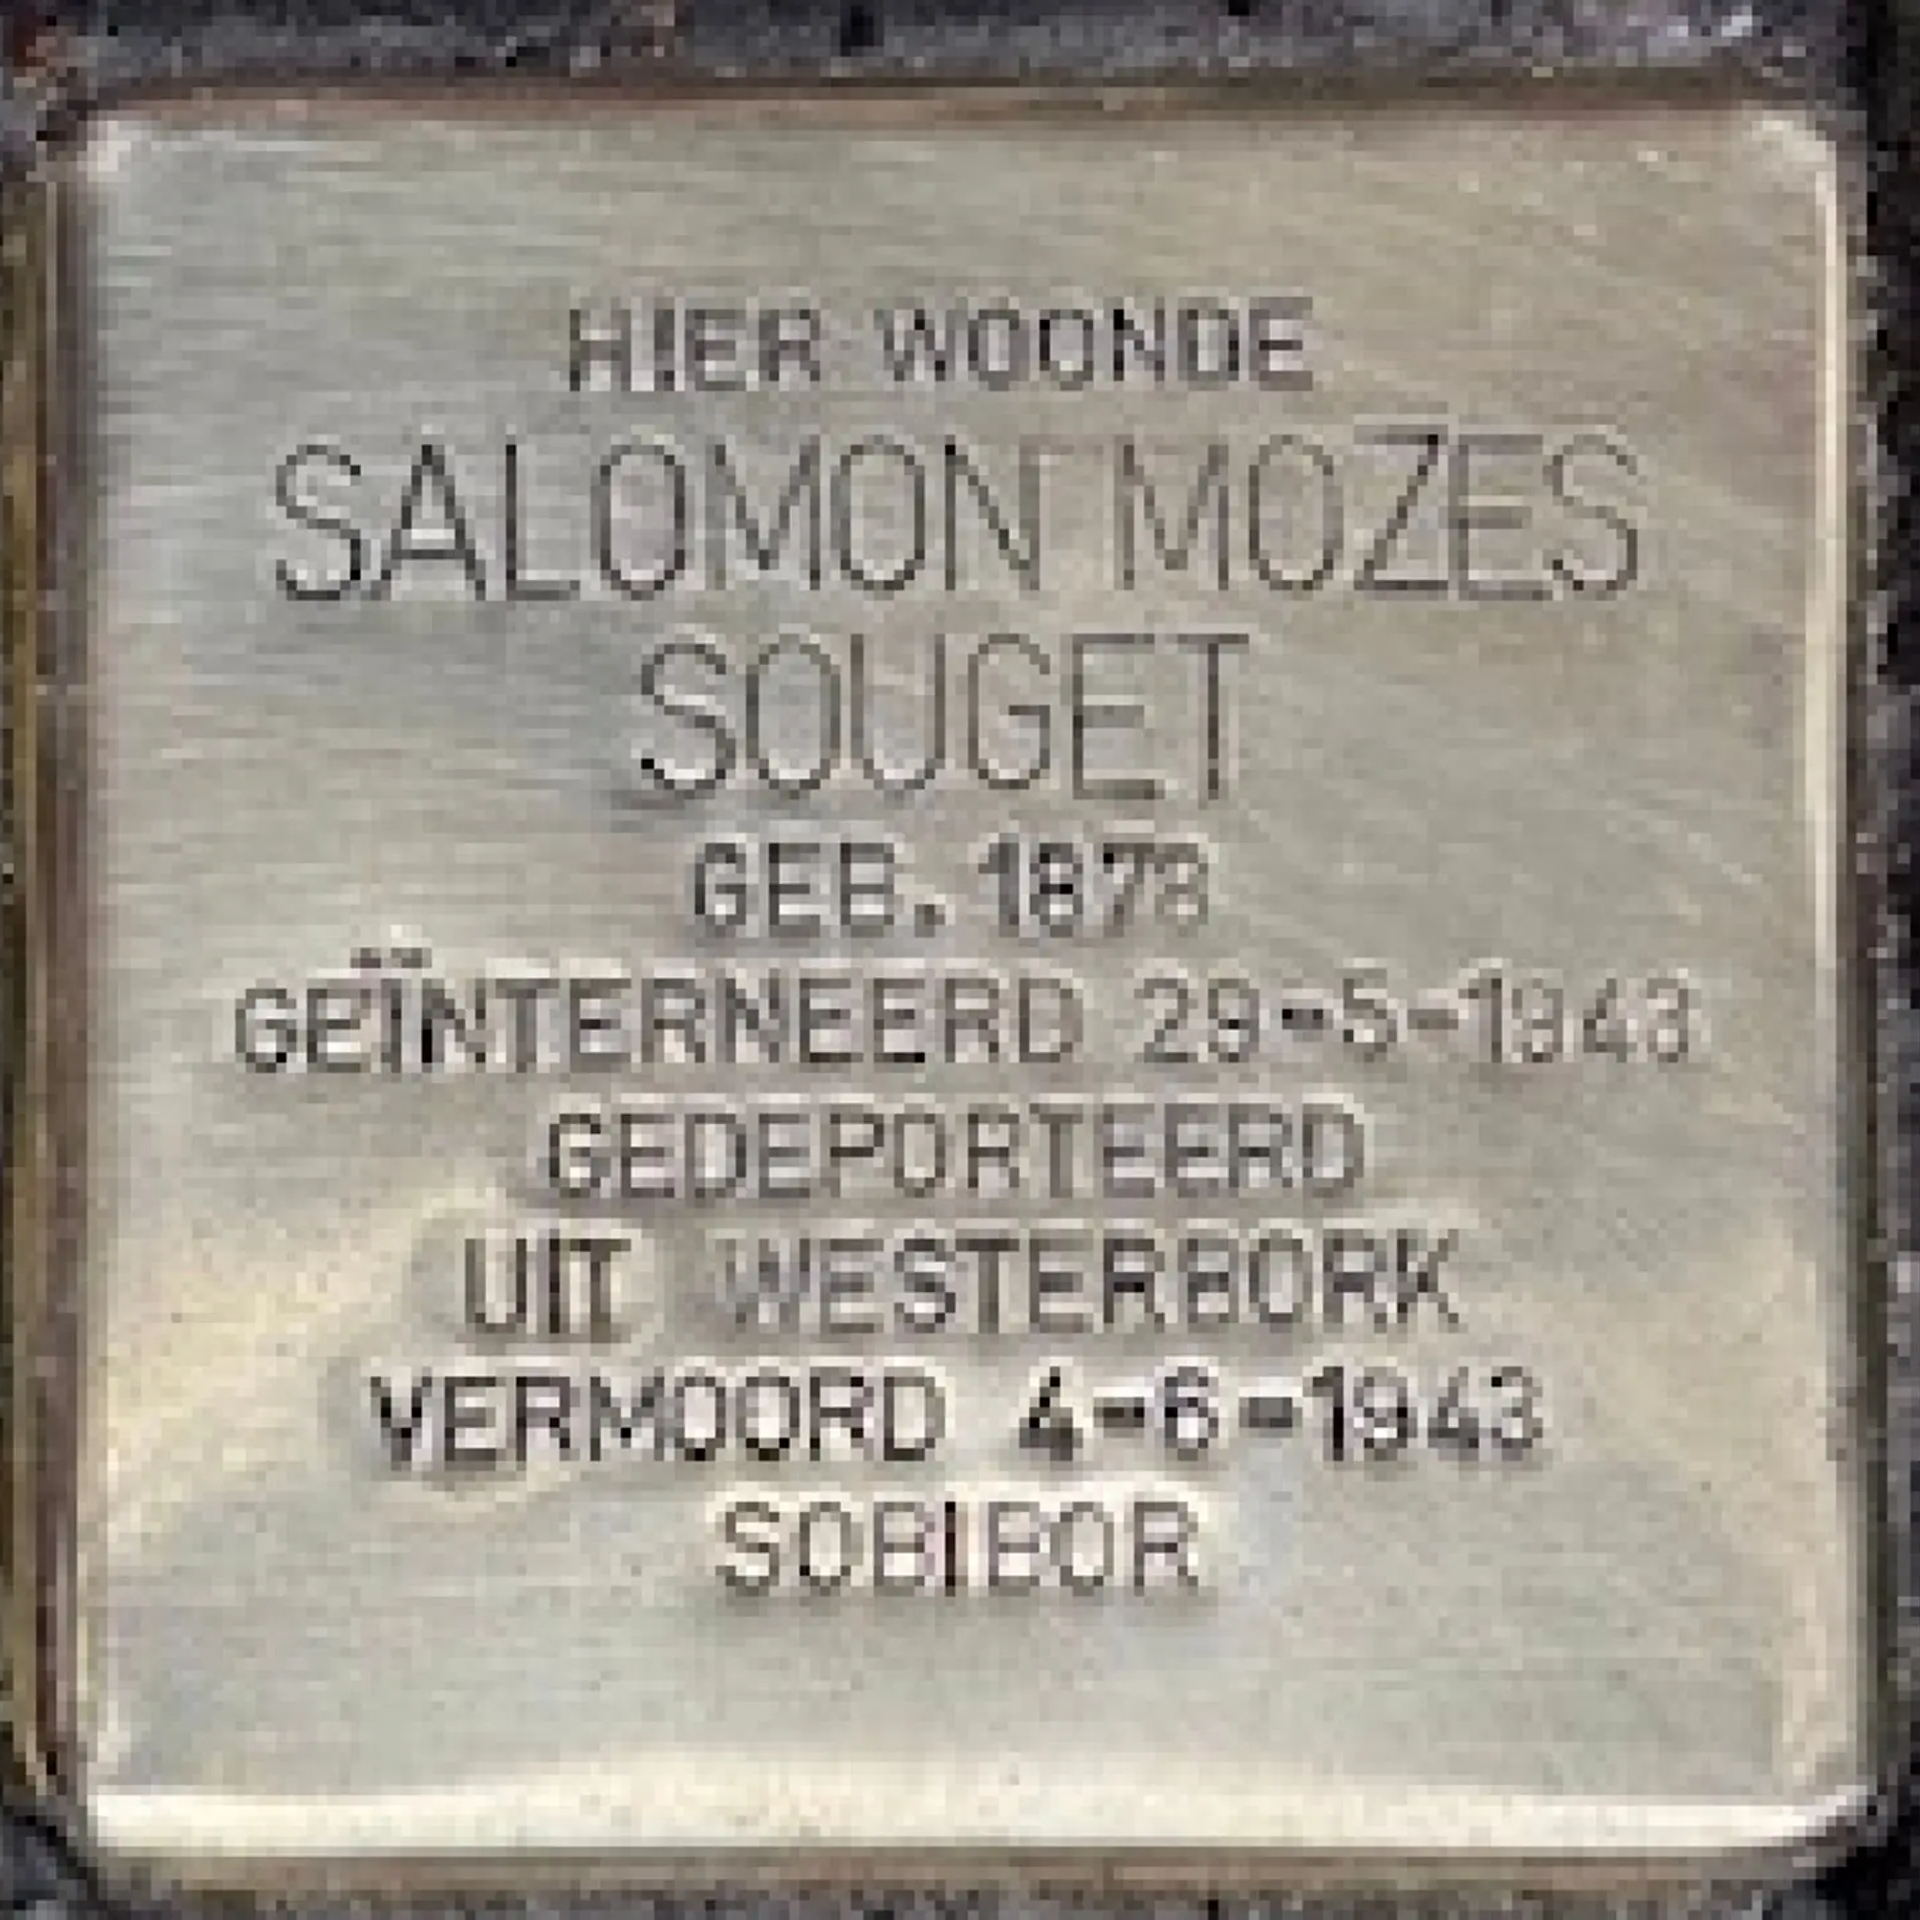 HIER WOONDE
SALOMON MOZES
SOUGET
GEB. 1878
GEÏNTERNEERD 29-5-1943
GEDEPORTEERD
UIT WESTERBORK
VERMOORD 4-6-1943
SOBIBOR